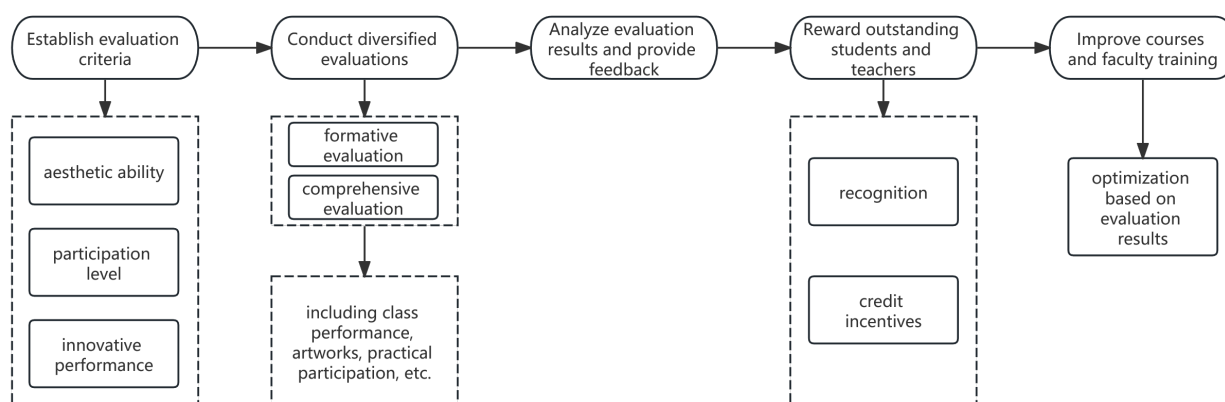 Establish evaluation
criteria
Conduct diversified
evaluations
Analyze evaluation
results and provide
feedback
Reward outstanding
students and
teachers
Improve courses
and faculty training
aesthetic ability
participation
level
innovative
performance
formative
evaluation
comprehensive
evaluation
including class
performance,
artworks, practical
participation, etc.
recognition
credit
incentives
optimization
based on
evaluation
results